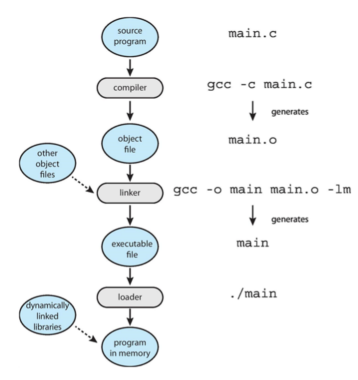 source
program
main.c
compiler
gcc -c main.c
generates
object
file
main.o
other
object
files
linker
gcc -o main main.o -lm
generates
executable
file
main
loader
./main
dynamically
linked
libraries
program
in memory